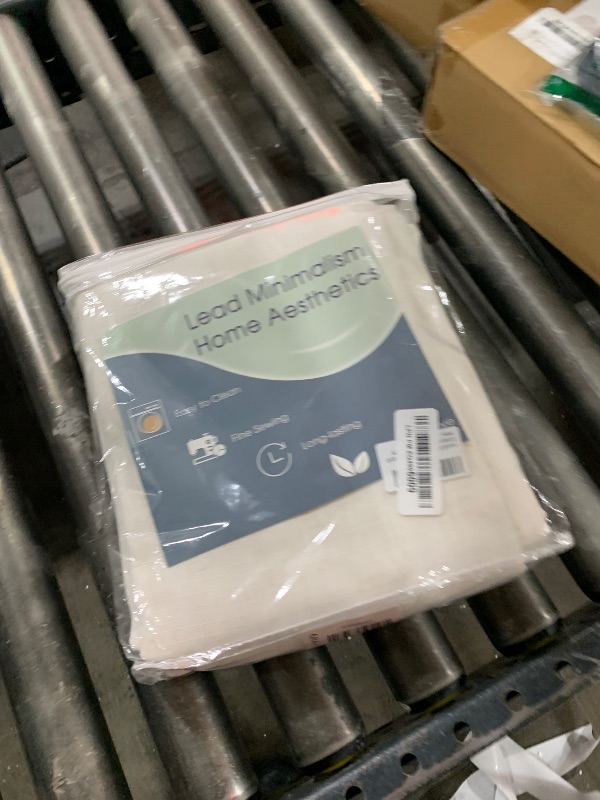 Lead Minimalism
Home Aesthetics
Easy to Clean
Fine Sewing
Long-lasting